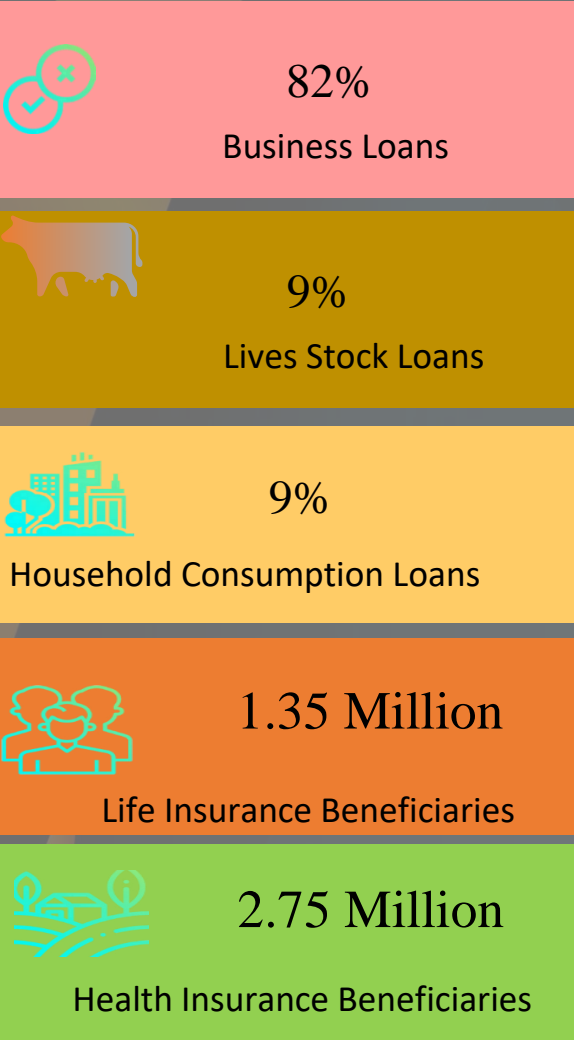 82%
Business Loans
9%
Lives Stock Loans
9%
Household Consumption Loans
1.35 Million
Life Insurance Beneficiaries
2.75 Million
Health Insurance Beneficiaries